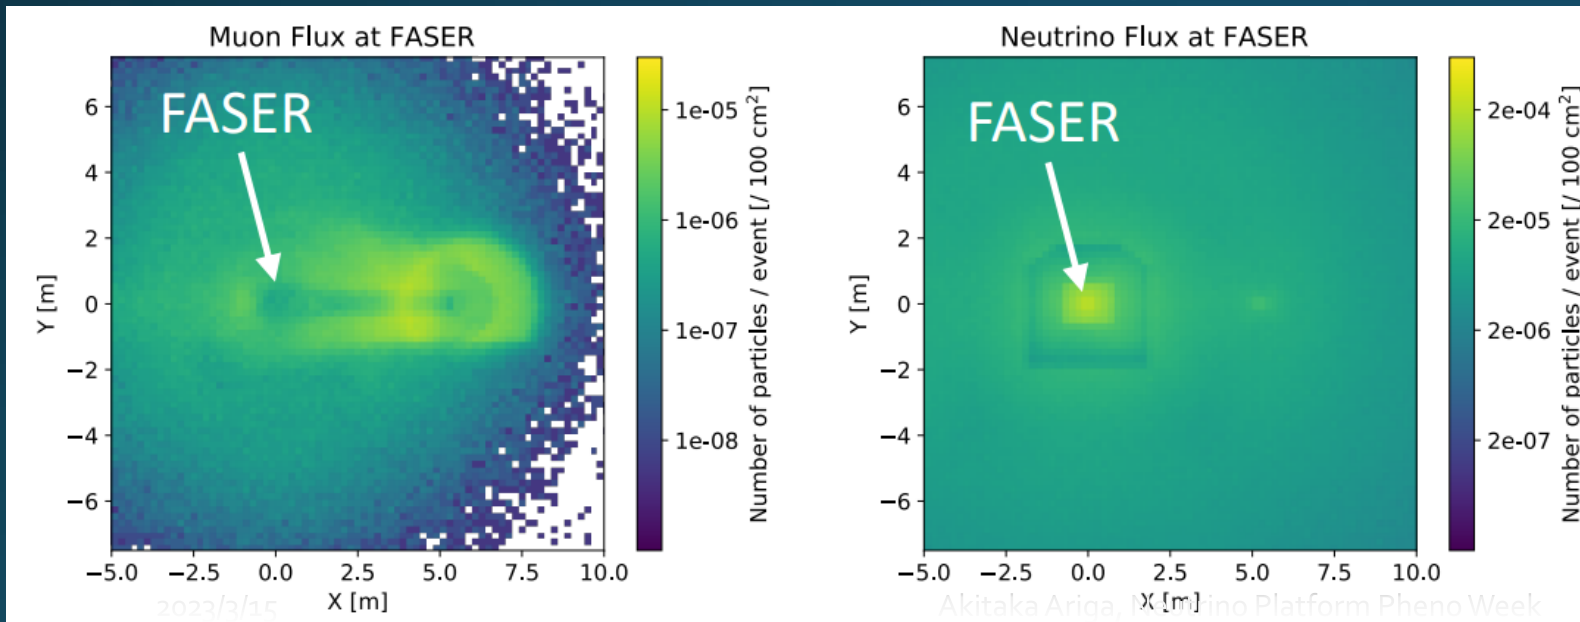 Muon Flux at FASER
FASER
6
4
2
0
−2
−4
−6
Y [m]
−5.0 −2.5 0.0 2.5 5.0 7.5 10.0
X [m]
1e-05
1e-06
1e-07
1e-08
Number of particles / event [/ 100 cm²]
2023/3/15
Neutrino Flux at FASER
FASER
6
4
2
0
−2
−4
−6
Y [m]
−5.0 −2.5 0.0 2.5 5.0 7.5 10.0
X [m]
2e-04
2e-05
2e-06
2e-07
Number of particles / event [/ 100 cm²]
Akitaka Ariga, Neutrino Platform Pheno Week